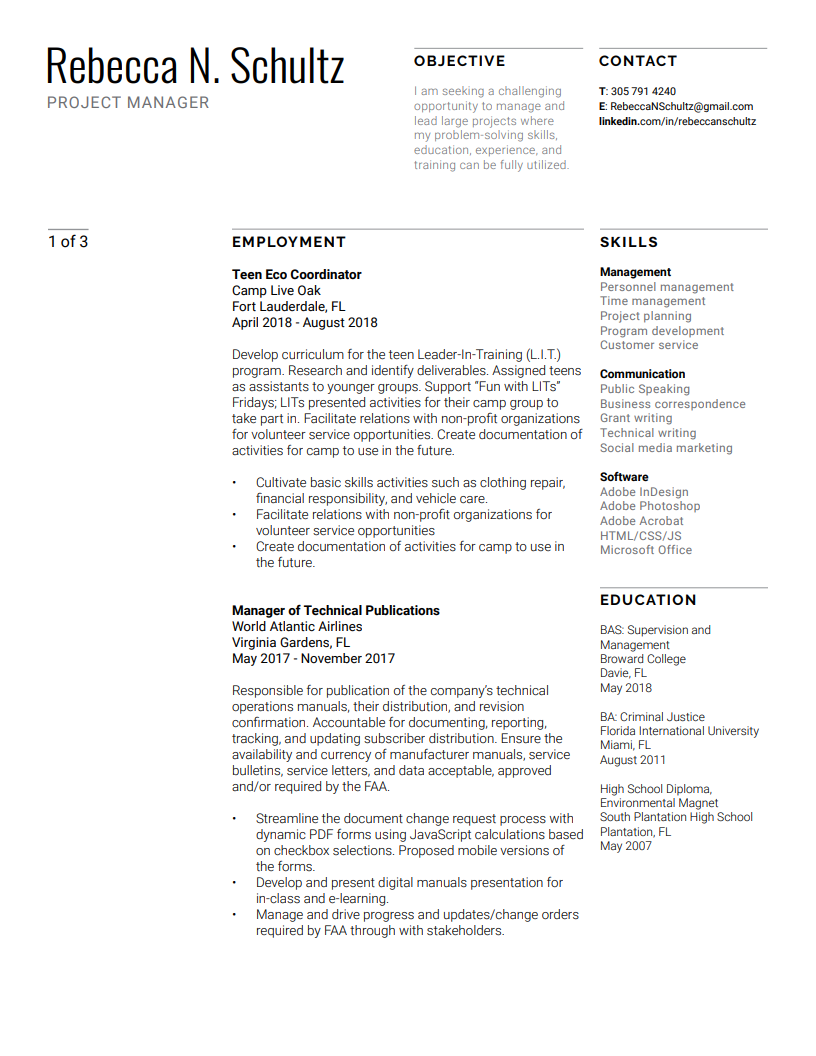 Rebecca N. Schultz
PROJECT MANAGER
OBJECTIVE
I am seeking a challenging
opportunity to manage and
lead large projects where
my problem-solving skills,
education, experience, and
training can be fully utilized.
CONTACT
T: 305 791 4240
E: RebeccaNSchultz@gmail.com
linkedin.com/in/rebeccanschultz
1 of 3
EMPLOYMENT
Teen Eco Coordinator
Camp Live Oak
Fort Lauderdale, FL
April 2018 - August 2018
Develop curriculum for the teen Leader-In-Training (L.I.T.)
program. Research and identify deliverables. Assigned teens
as assistants to younger groups. Support “Fun with LITs”
Fridays; LITs presented activities for their camp group to
take part in. Facilitate relations with non-profit organizations
for volunteer service opportunities. Create documentation of
activities for camp to use in the future.
• Cultivate basic skills activities such as clothing repair,
financial responsibility, and vehicle care.
• Facilitate relations with non-profit organizations for
volunteer service opportunities
• Create documentation of activities for camp to use in
the future.
Manager of Technical Publications
World Atlantic Airlines
Virginia Gardens, FL
May 2017 - November 2017
Responsible for publication of the company’s technical
operations manuals, their distribution, and revision
confirmation. Accountable for documenting, reporting,
tracking, and updating subscriber distribution. Ensure the
availability and currency of manufacturer manuals, service
bulletins, service letters, and data acceptable, approved
and/or required by the FAA.
• Streamline the document change request process with
dynamic PDF forms using JavaScript calculations based
on checkbox selections. Proposed mobile versions of
the forms.
• Develop and present digital manuals presentation for
in-class and e-learning.
• Manage and drive progress and updates/change orders
required by FAA through with stakeholders.
SKILLS
Management
Personnel management
Time management
Project planning
Program development
Customer service
Communication
Public Speaking
Business correspondence
Grant writing
Technical writing
Social media marketing
Software
Adobe InDesign
Adobe Photoshop
Adobe Acrobat
HTML/CSS/JS
Microsoft Office
EDUCATION
BAS: Supervision and
Management
Broward College
Davie, FL
May 2018
BA: Criminal Justice
Florida International University
Miami, FL
August 2011
High School Diploma,
Environmental Magnet
South Plantation High School
Plantation, FL
May 2007